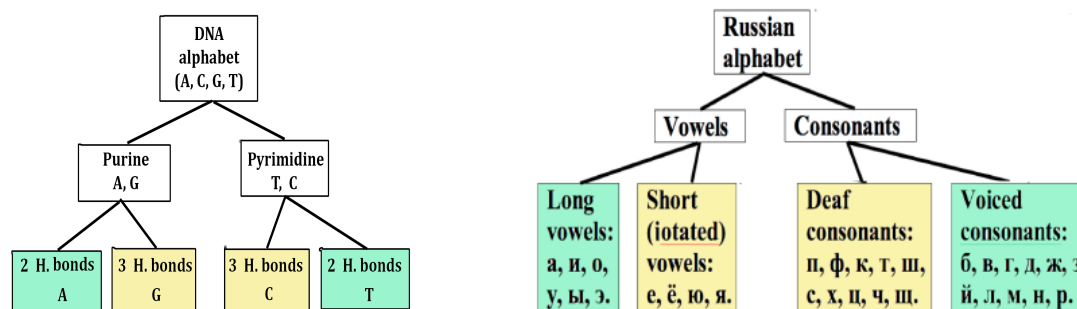 DNA
alphabet
(A, C, G, T)
Purine
A, G
Pyrimidine
T, C
2 H. bonds
A
3 H. bonds
G
3 H. bonds
C
2 H. bonds
T
Russian
alphabet
Vowels
Consonants
Long
vowels:
а, и, о,
у, ы, э.
Short
(iotated)
vowels:
е, ё, ю, я.
Deaf
consonants:
п, ф, к, т, ш,
с, х, ц, ч, щ.
Voiced
consonants:
б, в, г, д, ж,
й, л, м, н, р.